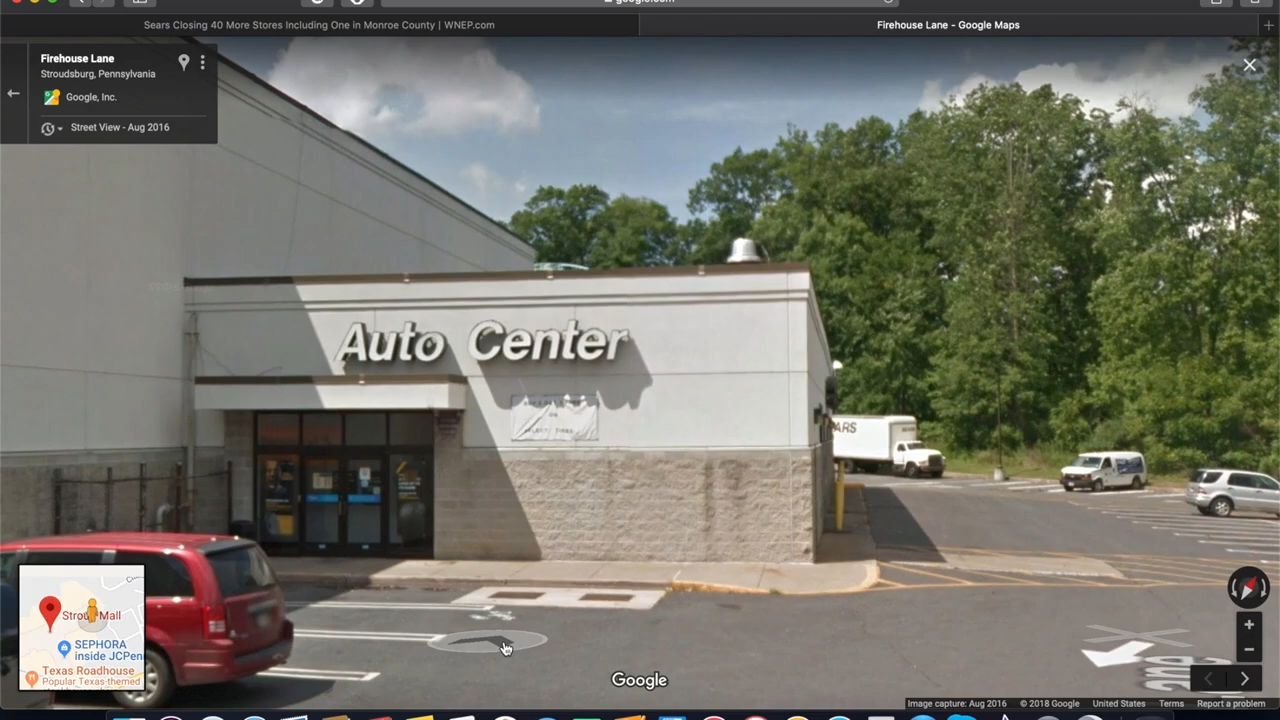 google.com
Sears Closing 40 More Stores Including One in Monroe County | WNEP.com
Firehouse Lane - Google Maps
Firehouse Lane
Stroudsburg, Pennsylvania
Google, Inc.
Street View - Aug 2016
Auto Center
ARS
Stroud Mall
SEPHORA
inside JCPen
Texas Roadhouse
Popular Texas-themed
Google
Image capture: Aug 2016 © 2018 Google United States Terms Report a problem